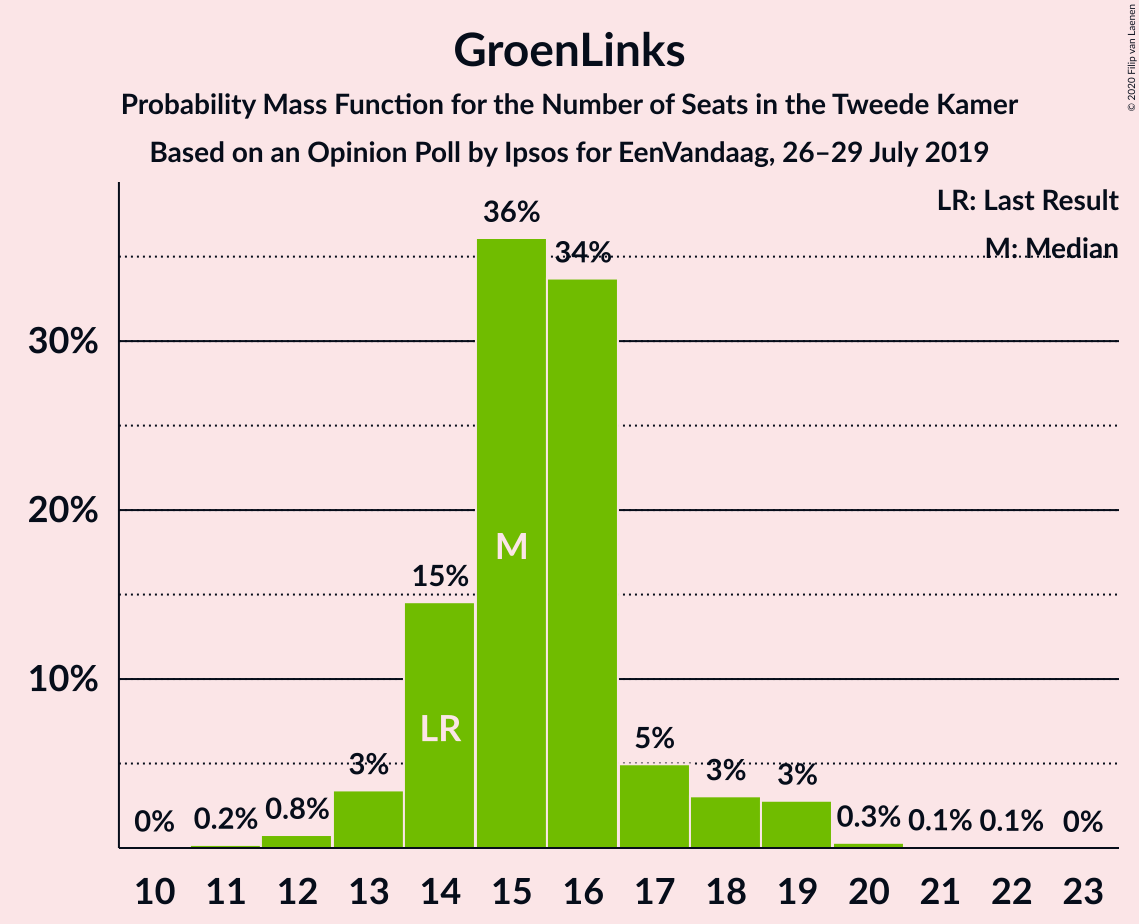 GroenLinks
Probability Mass Function for the Number of Seats in the Tweede Kamer
Based on an Opinion Poll by Ipsos for EenVandaag, 26–29 July 2019
© 2020 Filip van Laenen
LR: Last Result
M: Median
36%
34%
30%
20%
M
15%
10%
LR
5%
3%
3%
3%
0%
0.2%
0.8%
0.3%
0.1%
0.1%
0%
10 11 12 13 14 15 16 17 18 19 20 21 22 23